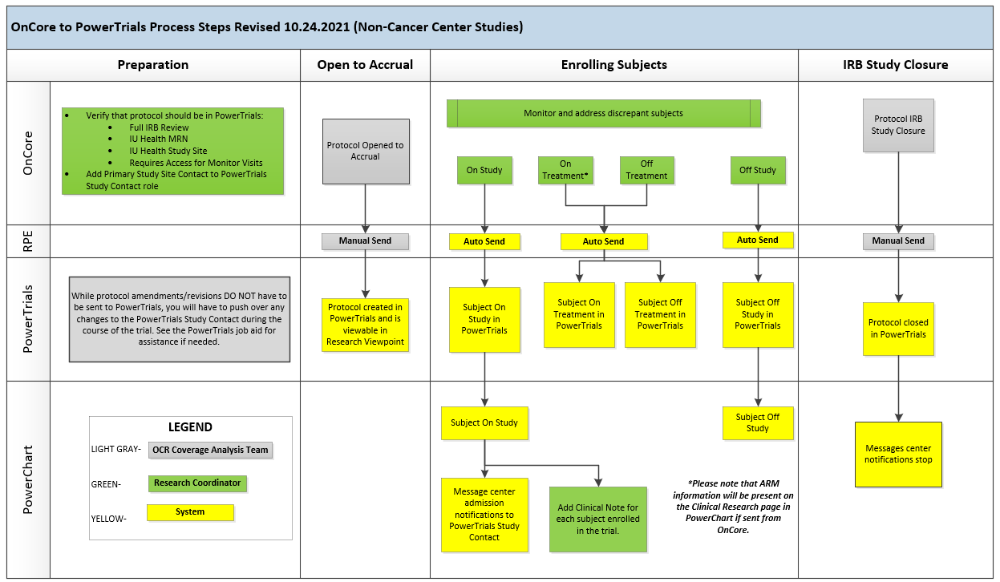 OnCore to PowerTrials Process Steps Revised 10.24.2021 (Non-Cancer Center Studies)
Preparation
Open to Accrual
Enrolling Subjects
IRB Study Closure
OnCore
• Verify that protocol should be in PowerTrials:
• Full IRB Review
• IU Health MRN
• IU Health Study Site
• Requires Access for Monitor Visits
• Add Primary Study Site Contact to PowerTrials
Study Contact role
Protocol Opened to
Accrual
Monitor and address discrepant subjects
On Study
On
Treatment*
Off
Treatment
Off Study
Protocol IRB
Study Closure
RPE
Manual Send
Auto Send
Auto Send
Auto Send
Manual Send
PowerTrials
While protocol amendments/revisions DO NOT have to
be sent to PowerTrials, you will have to push over any
changes to the PowerTrials Study Contact during the
course of the trial. See the PowerTrials job aid for
assistance if needed.
Protocol created in
PowerTrials and is
viewable in
Research Viewpoint
Subject On
Study in
PowerTrials
Subject On
Treatment in
PowerTrials
Subject Off
Treatment in
PowerTrials
Subject Off
Study in
PowerTrials
Protocol closed
in PowerTrials
PowerChart
LEGEND
LIGHT GRAY-
OCR Coverage Analysis Team
GREEN-
Research Coordinator
YELLOW-
System
Subject On Study
Message center
admission
notifications to
PowerTrials Study
Contact
Add Clinical Note for
each subject enrolled
in the trial.
Subject Off
Study
*Please note that ARM
information will be present on
the Clinical Research page in
PowerChart if sent from
OnCore.
Messages center
notifications stop